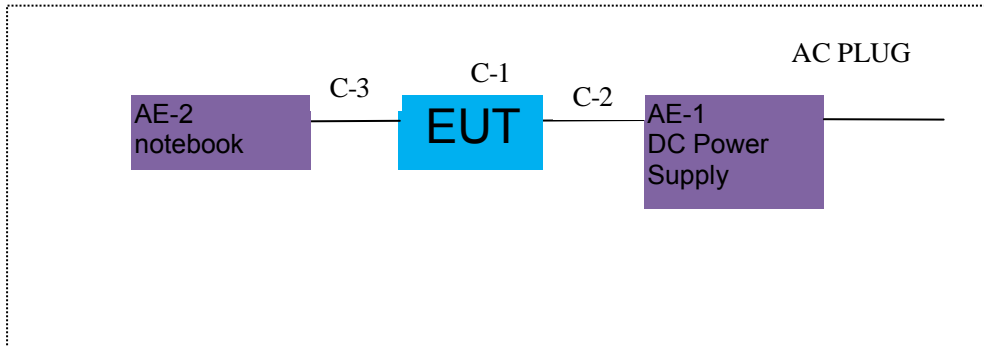 AC PLUG
C-1
C-3
C-2
AE-2
notebook
EUT
AE-1
DC Power
Supply